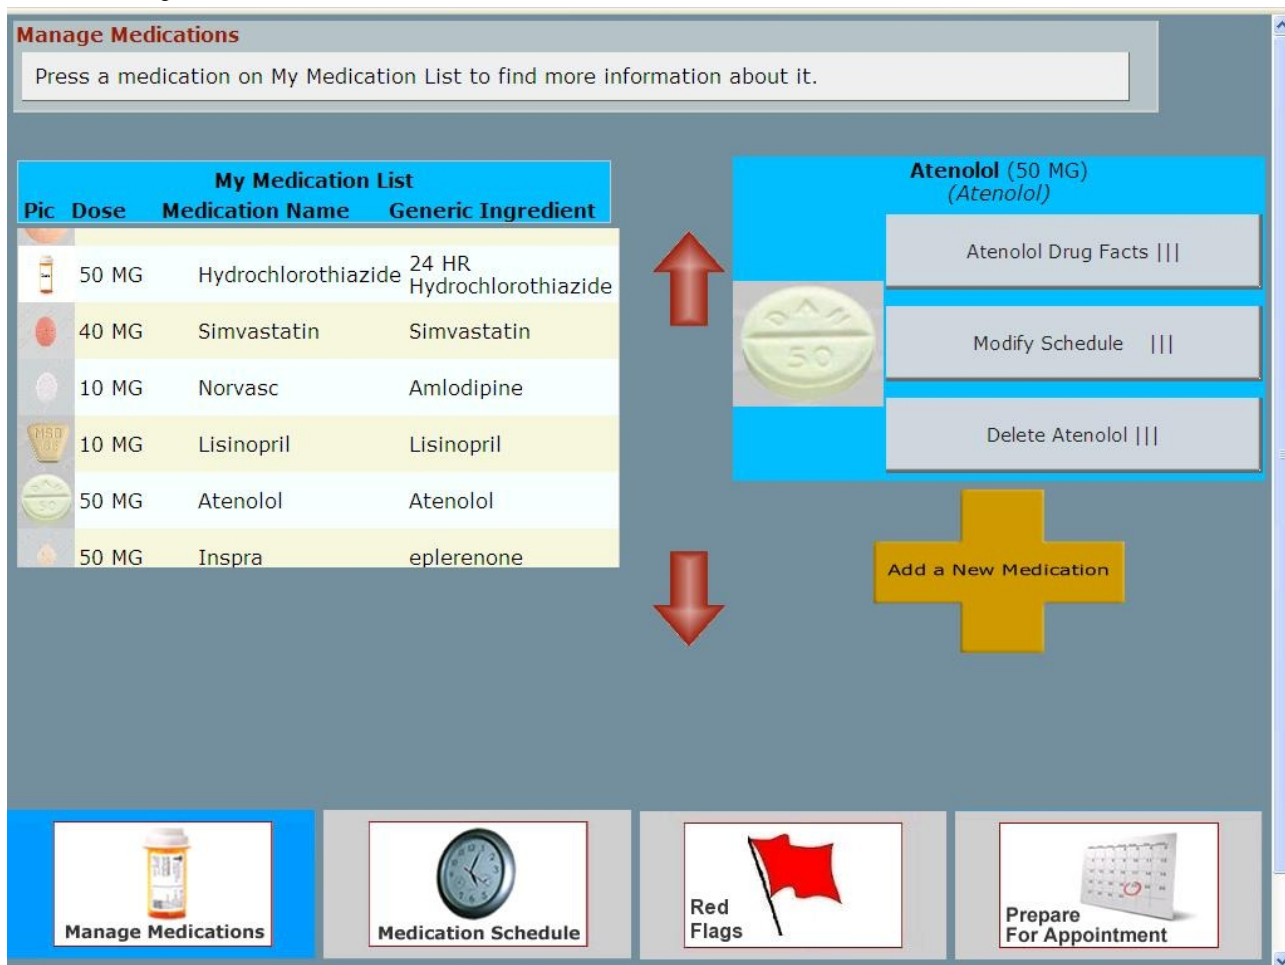 Manage Medications
Press a medication on My Medication List to find more information about it.
My Medication List
Pic Dose Medication Name Generic Ingredient
50 MG Hydrochlorothiazide 24 HR
Hydrochlorothiazide
40 MG Simvastatin Simvastatin
10 MG Norvasc Amlodipine
10 MG Lisinopril Lisinopril
50 MG Atenolol Atenolol
50 MG Inspra eplerenone
Atenolol (50 MG)
(Atenolol)
DAN
50
Atenolol Drug Facts |||
Modify Schedule |||
Delete Atenolol |||
Add a New Medication
Manage Medications
Medication Schedule
Red
Flags
Prepare
For Appointment